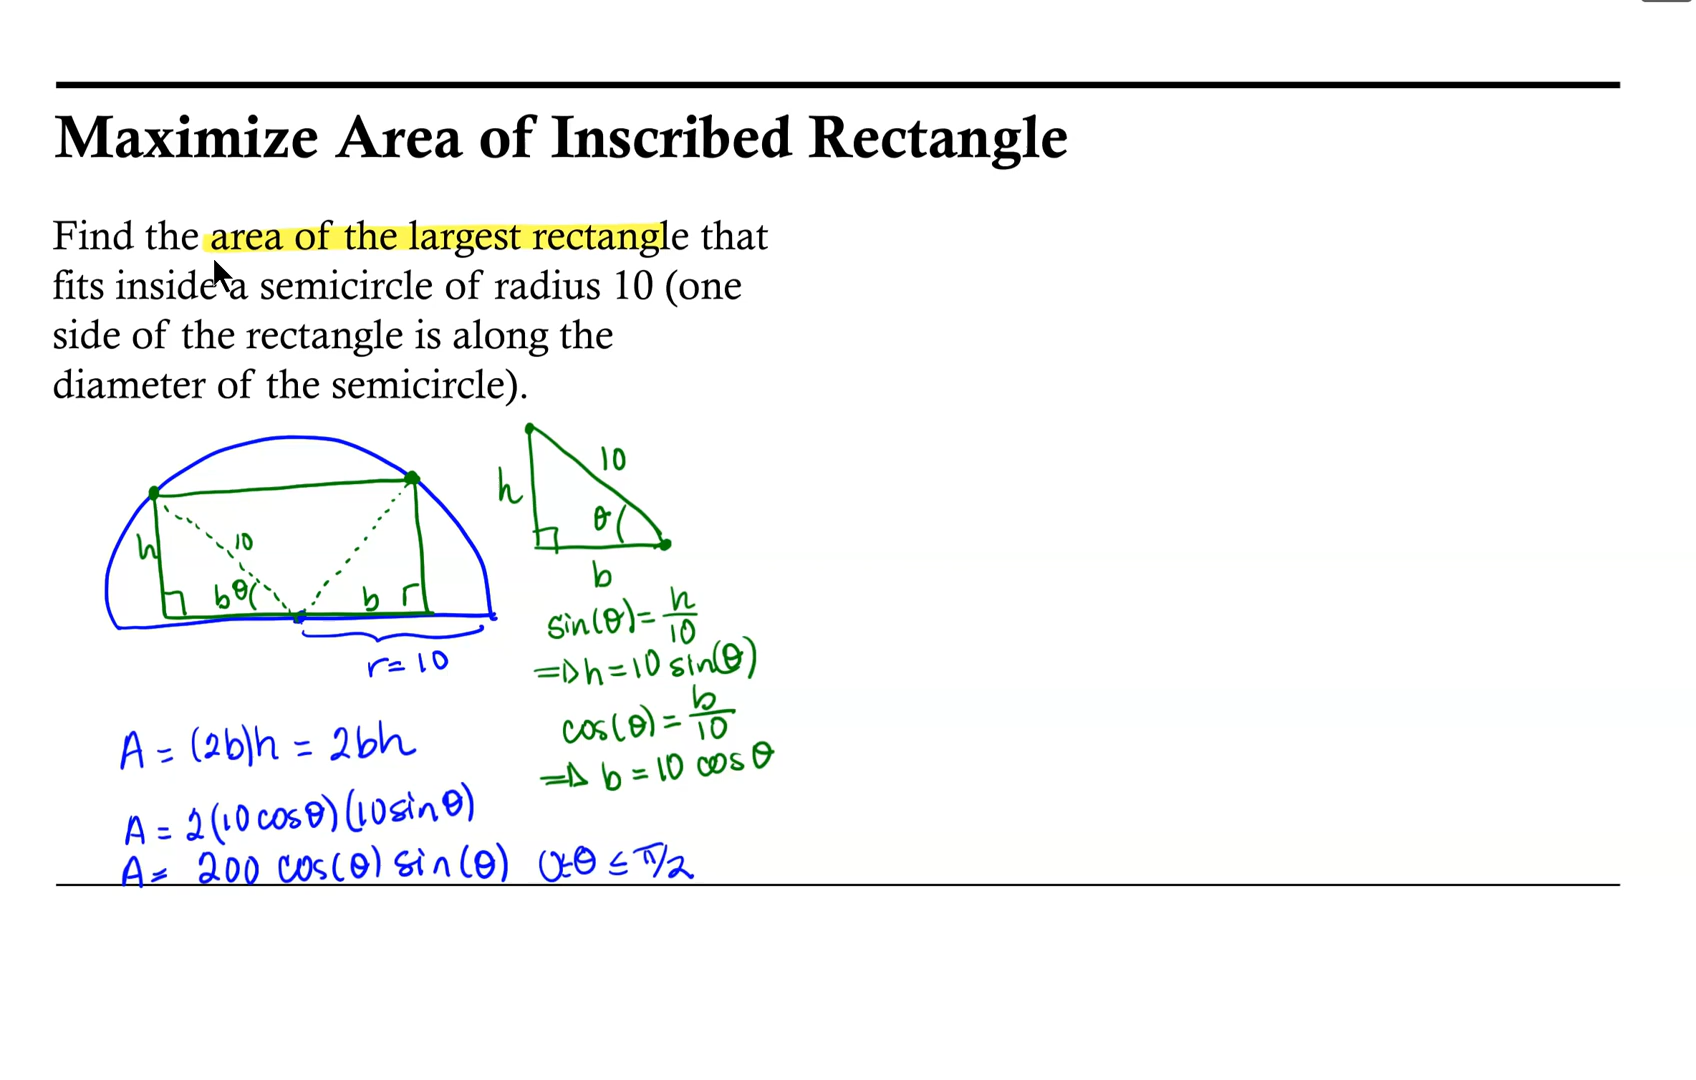 Maximize Area of Inscribed Rectangle
Find the area of the largest rectangle that
fits inside a semicircle of radius 10 (one
side of the rectangle is along the
diameter of the semicircle).
h
10
b
θ
b
r = 10
10
h
θ
b
sin(θ) = h/10
⇒ h = 10 sin(θ)
cos(θ) = b/10
⇒ b = 10 cos θ
A = (2b)h = 2bh
A = 2(10 cos θ)(10 sin θ)
A = 200 cos(θ) sin(θ) 0 ≤ θ ≤ π/2